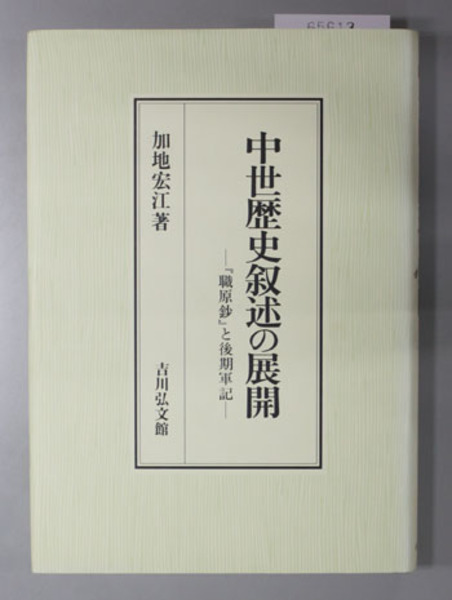 中世歴史叙述の展開
―『職原鈔』と後期軍記―
加地宏江著
吉川弘文館